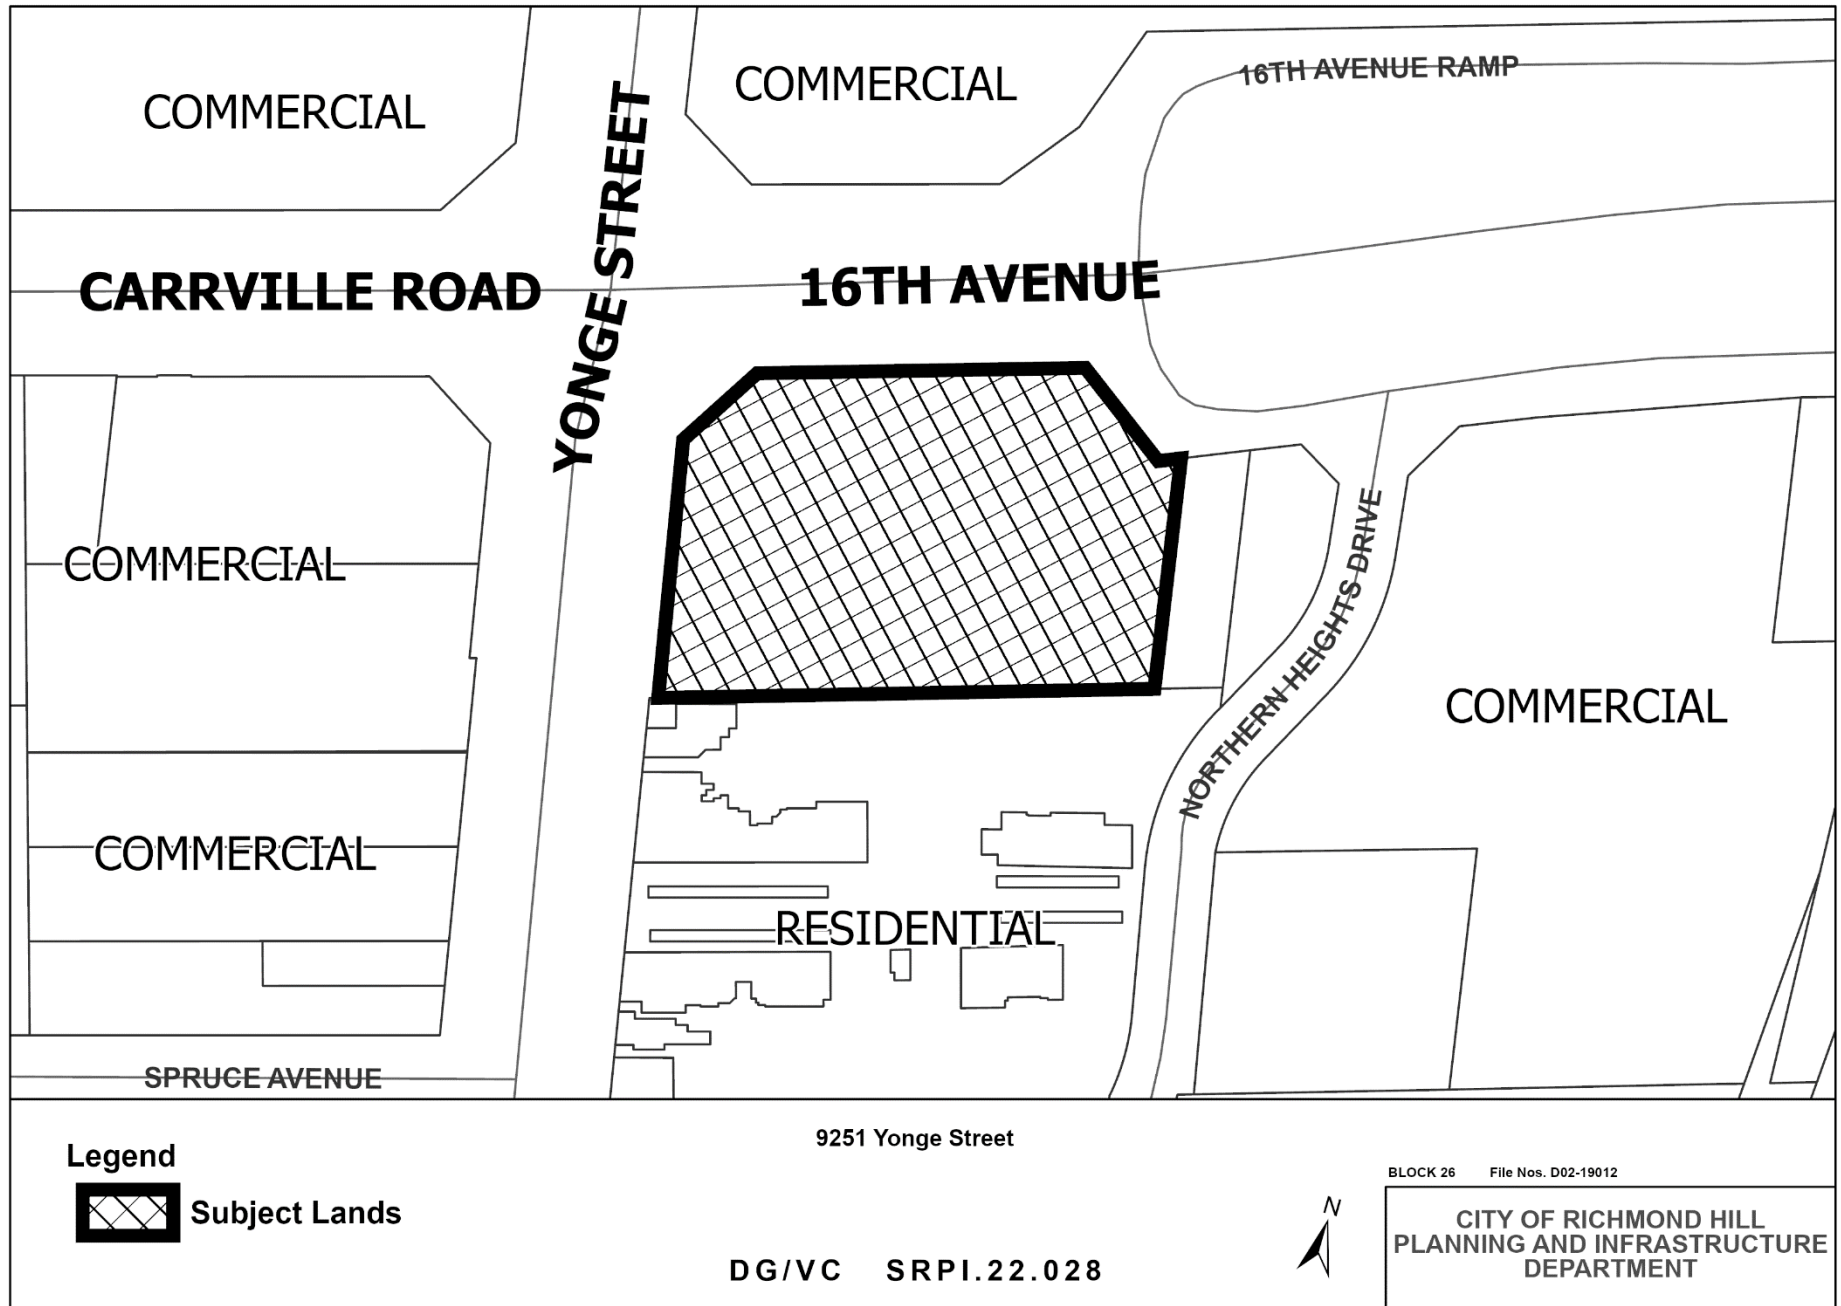 COMMERCIAL
COMMERCIAL
16TH AVENUE RAMP
YONGE STREET
CARRVILLE ROAD
16TH AVENUE
COMMERCIAL
NORTHERN HEIGHTS DRIVE
COMMERCIAL
COMMERCIAL
RESIDENTIAL
SPRUCE AVENUE
9251 Yonge Street
Legend
Subject Lands
BLOCK 26 File Nos. D02-19012
N
CITY OF RICHMOND HILL
PLANNING AND INFRASTRUCTURE
DEPARTMENT
DG/VC SRPI.22.028